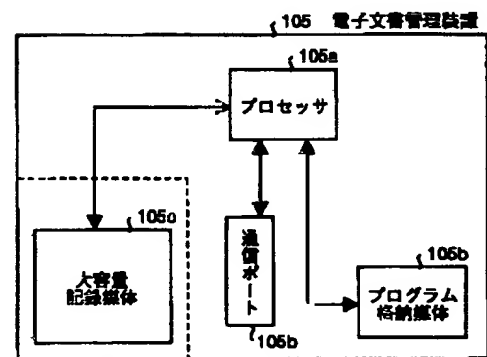 105 電子文書管理装置
105a
プロセッサ
105c
大容量
記録媒体
通信ポート
105b
105b
プログラム
格納媒体